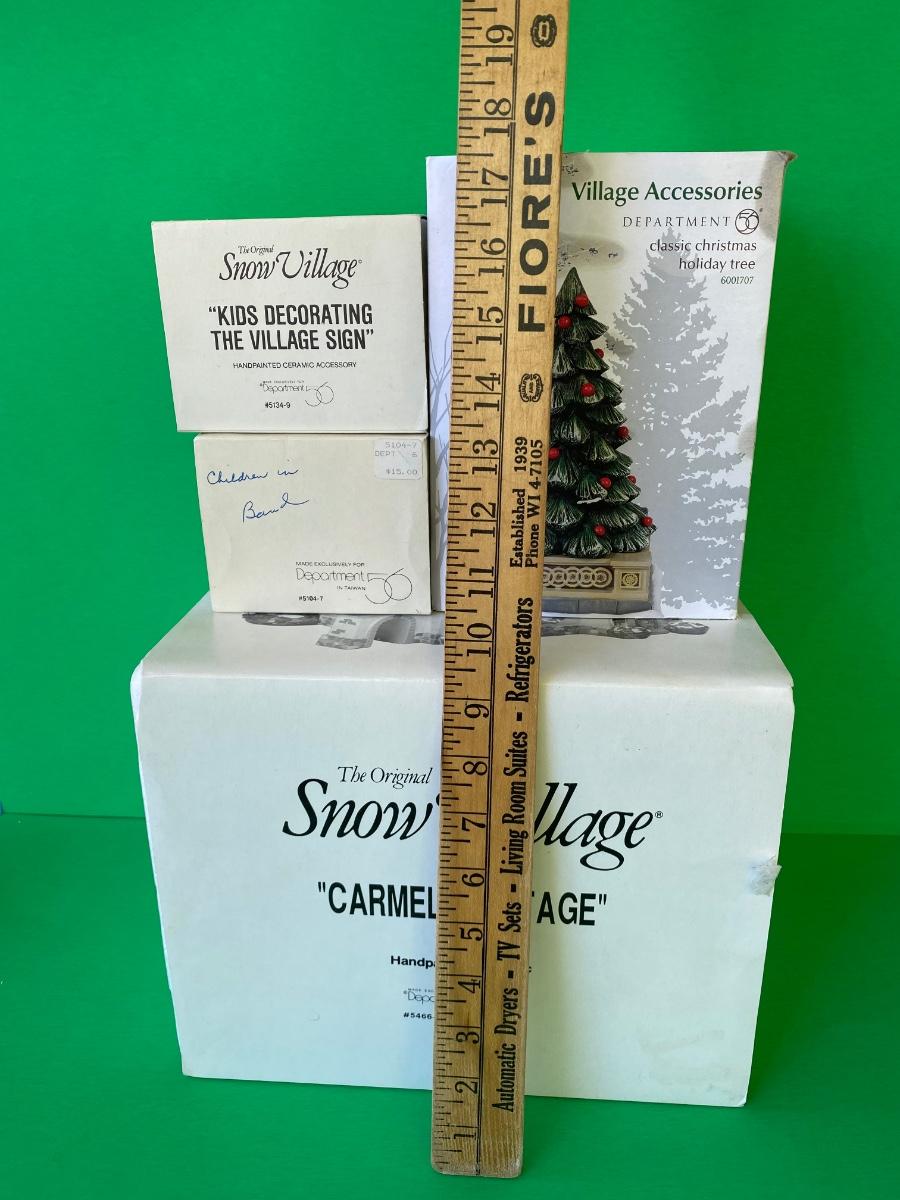 The Original
Snow Village®
"KIDS DECORATING
THE VILLAGE SIGN"
HANDPAINTED CERAMIC ACCESSORY
Department 56
#5134-9
5104-7
DEPT 6
$15.00
Children in
Band
MADE EXCLUSIVELY FOR
Department 56
IN TAIWAN
#5104-7
Village Accessories
DEPARTMENT 56
classic christmas
holiday tree
6001707
The Original
Snow Village®
"CARMEL TAGE"
#5466-
1 2 3 4 5 6 7 8 9 10 11 12 13 14 15 16 17 18 19
Automatic Dryers - TV Sets - Living Room Suites - Refrigerators
Established 1939
Phone WI 4-7105
FIORE'S